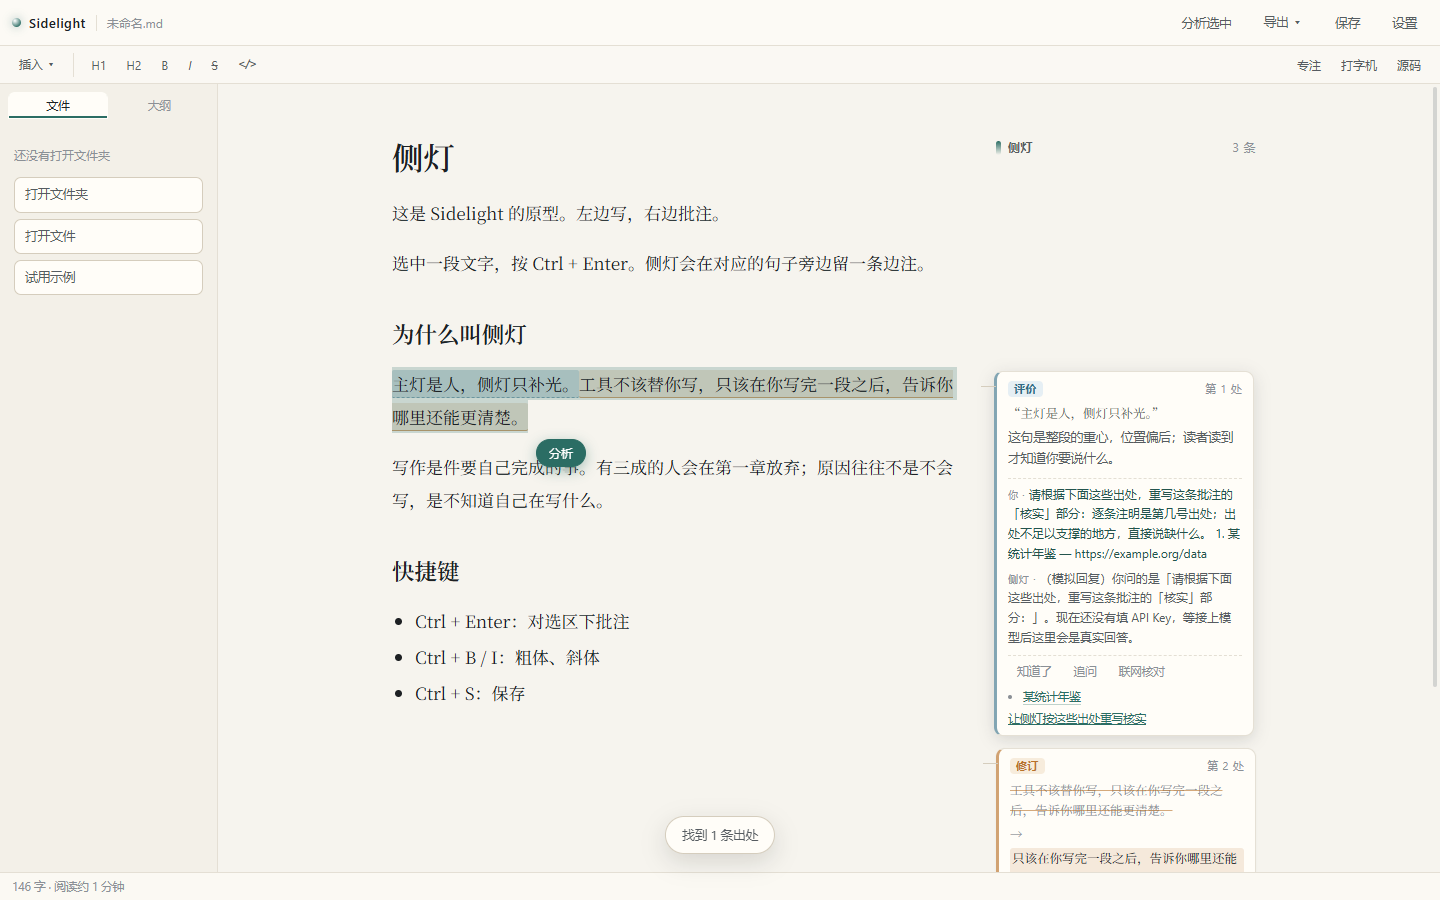 Sidelight 未命名.md 分析选中 导出 保存 设置
插入 H1 H2 B I S </> 专注 打字机 源码
文件 大纲
还没有打开文件夹
打开文件夹
打开文件
试用示例
侧灯
这是 Sidelight 的原型。左边写，右边批注。
选中一段文字，按 Ctrl + Enter。侧灯会在对应的句子旁边留一条边注。
为什么叫侧灯
主灯是人，侧灯只补光。工具不该替你写，只该在你写完一段之后，告诉你
哪里还能更清楚。
分析
写作是件要自己完成的事。有三成的人会在第一章放弃；原因往往不是不会
写，是不知道自己在写什么。
快捷键
Ctrl + Enter：对选区下批注
Ctrl + B / I：粗体、斜体
Ctrl + S：保存
侧灯 3 条
评价 第 1 处
“主灯是人，侧灯只补光。”
这句是整段的重心，位置偏后；读者读到
才知道你要说什么。
你 · 请根据下面这些出处，重写这条批注的
「核实」部分：逐条注明是第几号出处；出
处不足以支撑的地方，直接说缺什么。 1. 某
统计年鉴 — https://example.org/data
侧灯 · （模拟回复）你问的是「请根据下面
这些出处，重写这条批注的「核实」部
分：」。现在还没有填 API Key，等接上模
型后这里会是真实回答。
知道了 追问 联网核对
某统计年鉴
让侧灯按这些出处重写核实
修订 第 2 处
工具不该替你写，只该在你写完一段之
后，告诉你哪里还能更清楚。
→
只该在你写完一段之后，告诉你哪里还能
找到 1 条出处
146 字 · 阅读约 1 分钟